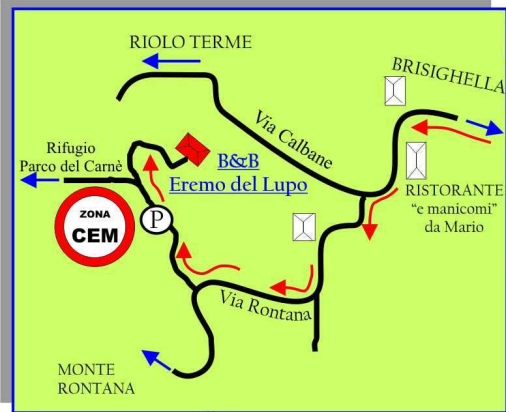 RIOLO TERME
BRISIGHELLA
Via Calbane
Rifugio
Parco del Carnè
B&B
Eremo del Lupo
RISTORANTE
"e manicomi"
da Mario
ZONA
CEM
P
Via Rontana
MONTE
RONTANA